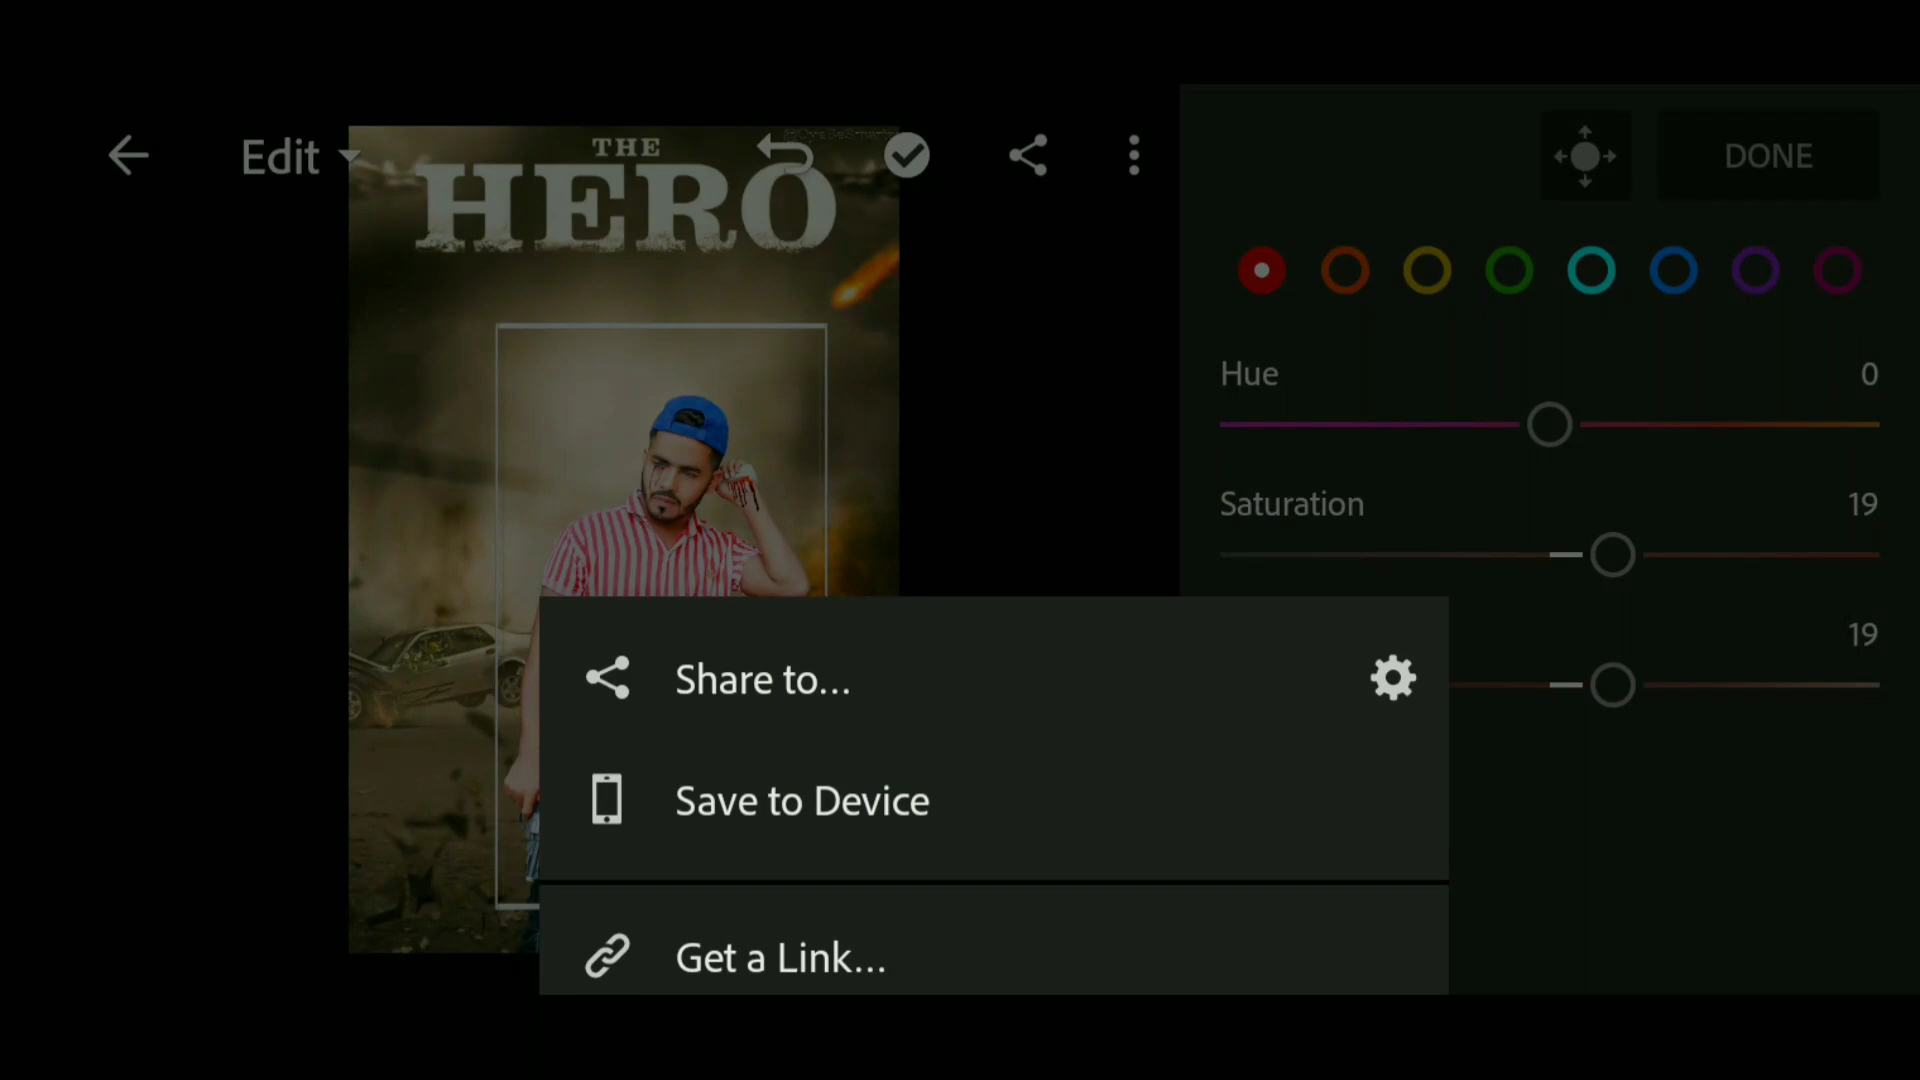 Edit
THE
HERO
DONE
Hue
0
Saturation
19
19
Share to...
Save to Device
Get a Link...